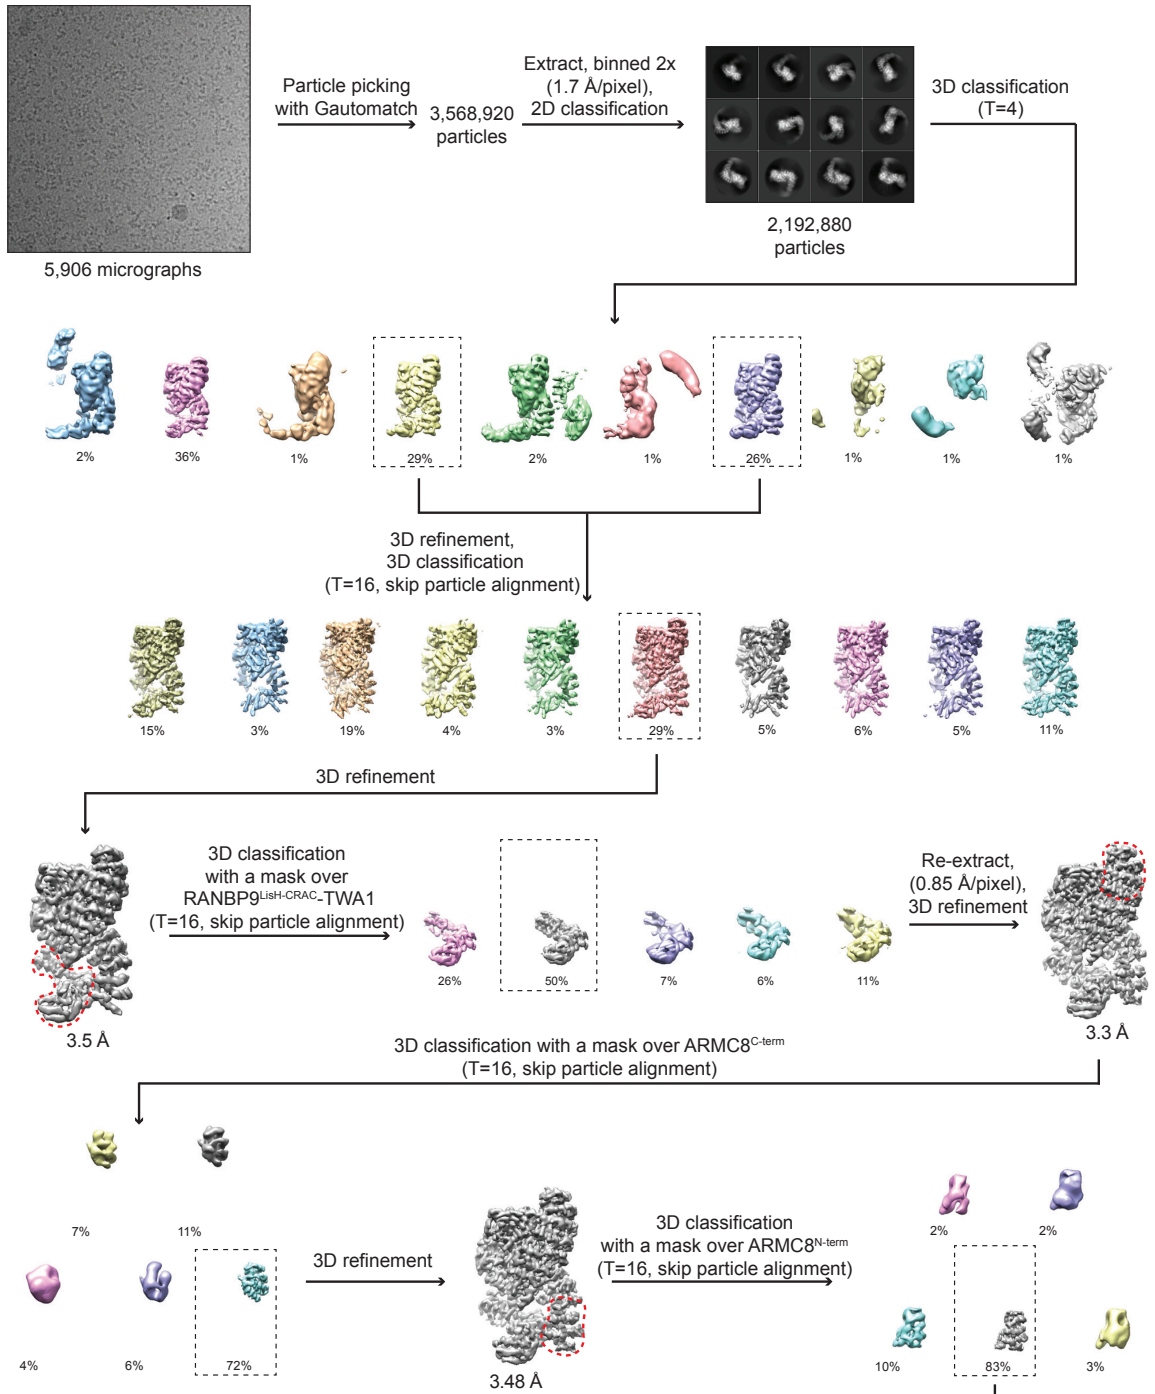 Particle picking
with Gautomatch
3,568,920
particles
Extract, binned 2x
(1.7 Å/pixel),
2D classification
3D classification
(T=4)
5,906 micrographs
2,192,880
particles
2%
36%
1%
29%
2%
1%
26%
1%
1%
1%
3D refinement,
3D classification
(T=16, skip particle alignment)
15%
3%
19%
4%
3%
29%
5%
6%
5%
11%
3D refinement
3D classification
with a mask over
RANBP9LisH-CRAC-TWA1
(T=16, skip particle alignment)
26%
50%
7%
6%
11%
Re-extract,
(0.85 Å/pixel),
3D refinement
3.5 Å
3.3 Å
3D classification with a mask over ARMC8C-term
(T=16, skip particle alignment)
7%
11%
4%
6%
72%
3D refinement
3.48 Å
3D classification
with a mask over ARMC8N-term
(T=16, skip particle alignment)
2%
2%
10%
83%
3%